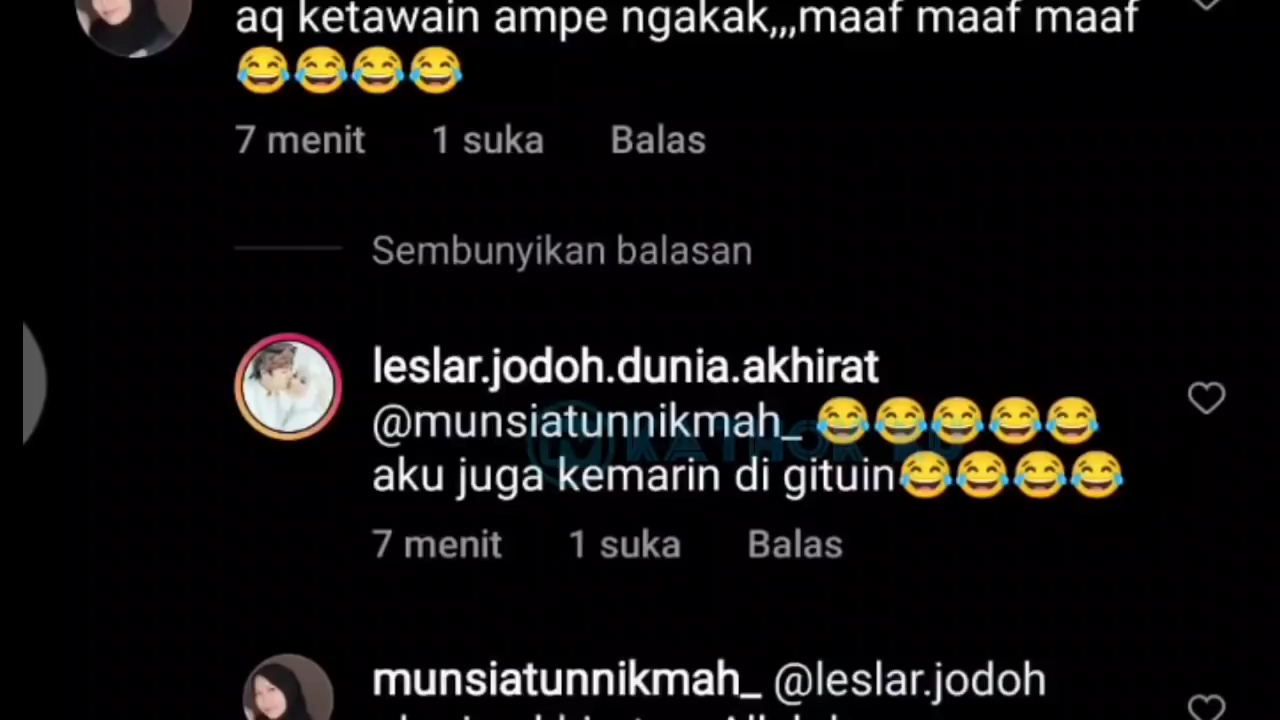 aq ketawain ampe ngakak,,,maaf maaf maaf
😂😂😂😂
7 menit 1 suka Balas
Sembunyikan balasan
leslar.jodoh.dunia.akhirat
@munsiatunnikmah_ 😂😂😂😂😂
aku juga kemarin di gituin😂😂😂😂
7 menit 1 suka Balas
munsiatunnikmah_ @leslar.jodoh